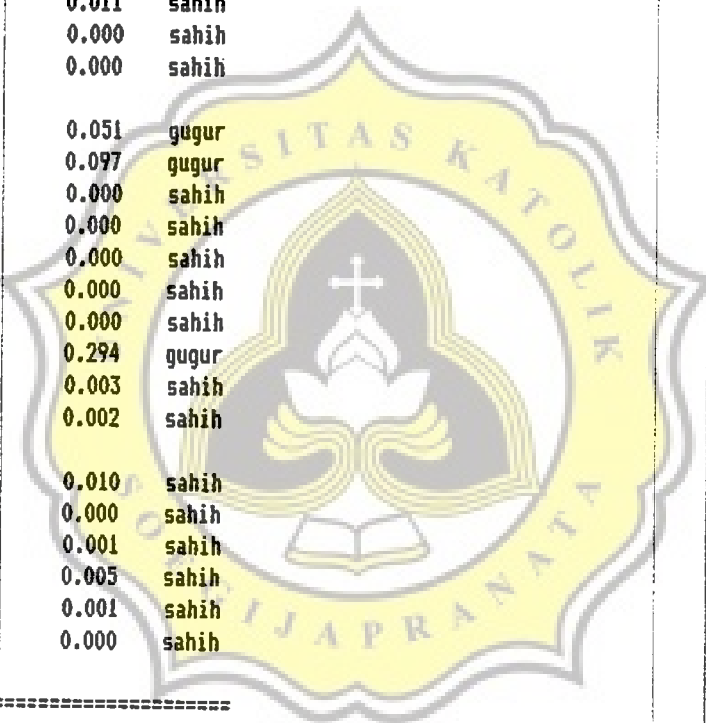 0.011 sahih
0.000 sahih
0.000 sahih
0.051 gugur
0.097 gugur
0.000 sahih
0.000 sahih
0.000 sahih
0.000 sahih
0.000 sahih
0.294 gugur
0.003 sahih
0.002 sahih
0.010 sahih
0.000 sahih
0.001 sahih
0.005 sahih
0.001 sahih
0.000 sahih
==========================
UNIVERSITAS KATOLIK
SOEGIJAPRANATA